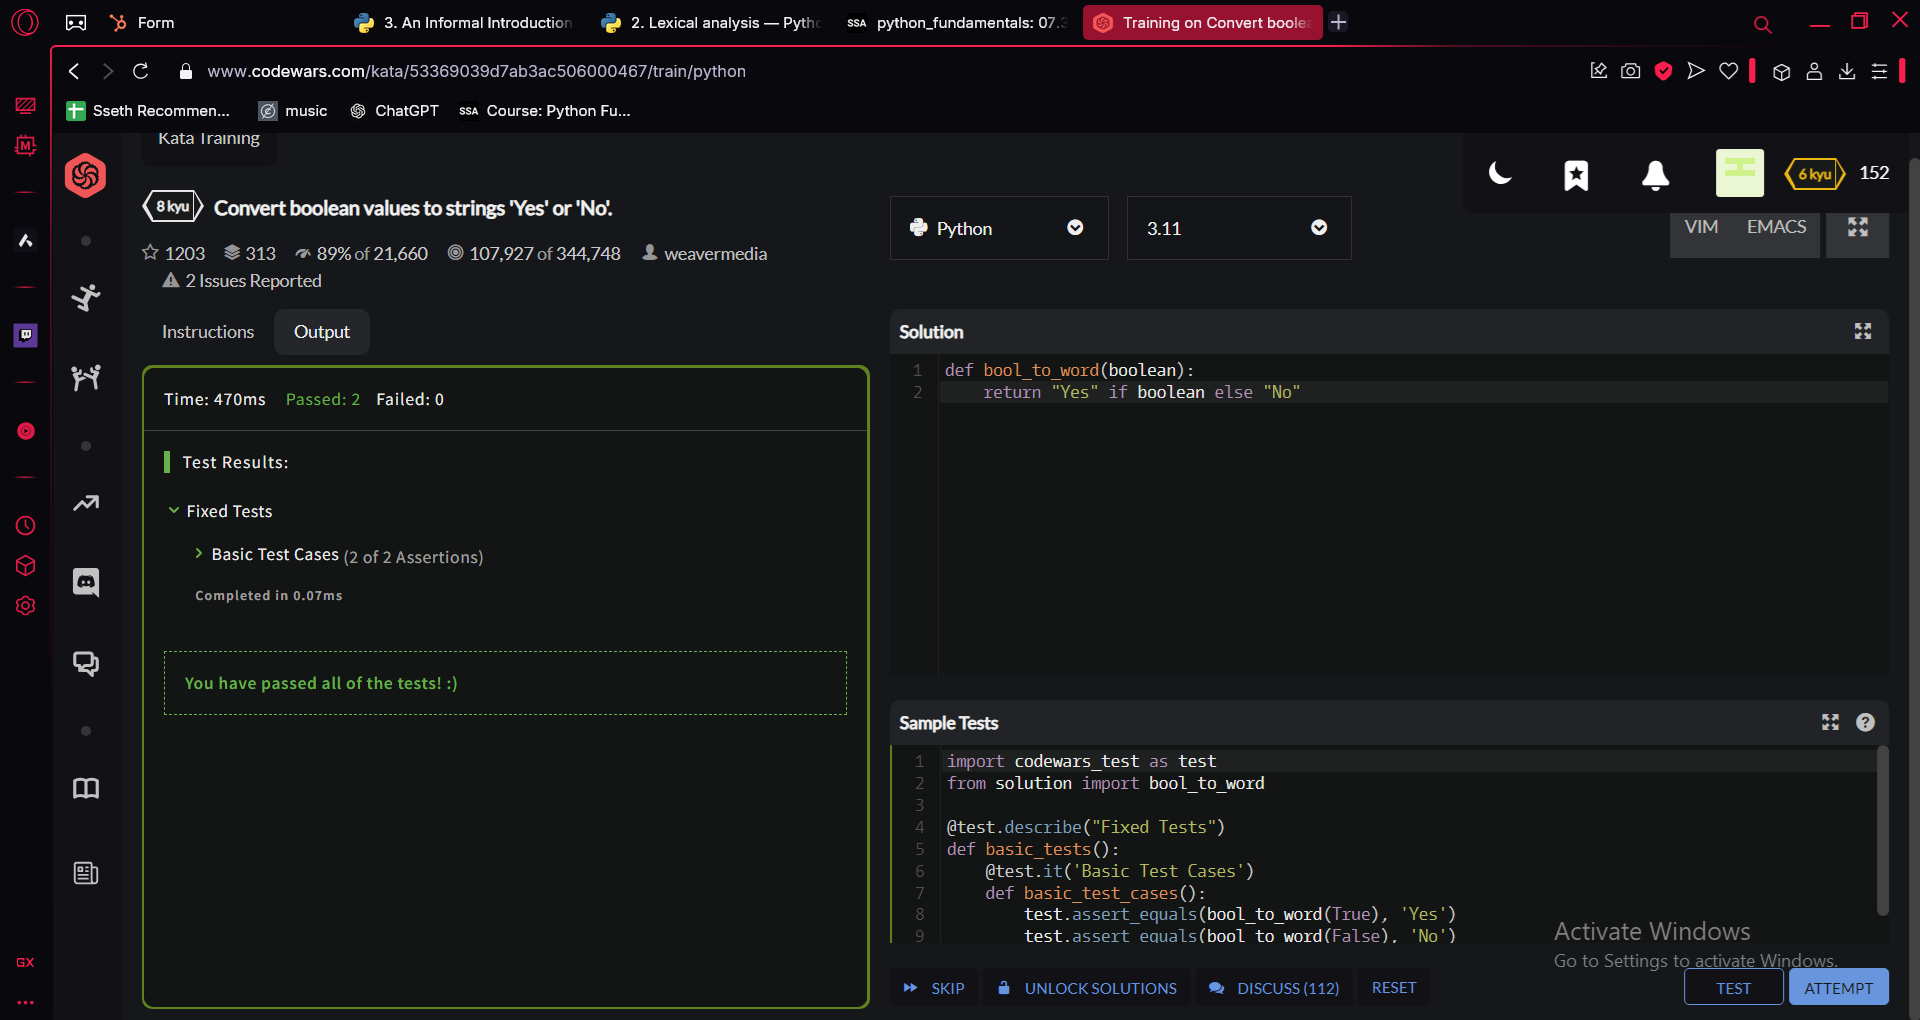 Form
3. An Informal Introduction
2. Lexical analysis — Pytho
SSA python_fundamentals: 07.3
Training on Convert boole
www.codewars.com/kata/53369039d7ab3ac506000467/train/python
Sseth Recommen...
music
ChatGPT
SSA Course: Python Fu...
Kata Training
6 kyu 152
8 kyu Convert boolean values to strings 'Yes' or 'No'.
1203 313 89% of 21,660 107,927 of 344,748 weavermedia
2 Issues Reported
Python
3.11
VIM EMACS
Instructions Output
Time: 470ms Passed: 2 Failed: 0
Test Results:
Fixed Tests
Basic Test Cases (2 of 2 Assertions)
Completed in 0.07ms
You have passed all of the tests! :)
Solution
1 def bool_to_word(boolean):
2 return "Yes" if boolean else "No"
Sample Tests
1 import codewars_test as test
2 from solution import bool_to_word
3
4 @test.describe("Fixed Tests")
5 def basic_tests():
6 @test.it('Basic Test Cases')
7 def basic_test_cases():
8 test.assert_equals(bool_to_word(True), 'Yes')
9 test.assert_equals(bool_to_word(False), 'No')
Activate Windows
Go to Settings to activate Windows.
SKIP UNLOCK SOLUTIONS DISCUSS (112) RESET TEST ATTEMPT
M
GX